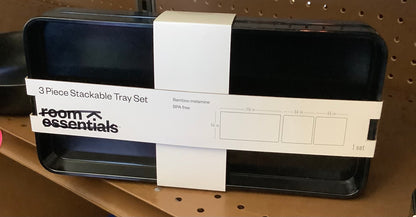 3 Piece Stackable Tray Set
Bamboo melamine
BPA free
room
essentials
1 set